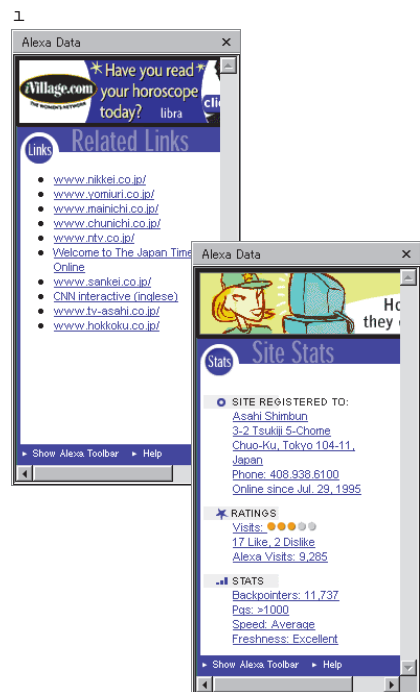 1
Alexa Data
iVillage.com
THE WOMEN'S NETWORK
Have you read
your horoscope
today? libra
clic
Links
Related Links
www.nikkei.co.jp/
www.yomiuri.co.jp/
www.mainichi.co.jp/
www.chunichi.co.jp/
www.ntv.co.jp/
Welcome to The Japan Time
Online
www.sankei.co.jp/
CNN interactive (inglese)
www.tv-asahi.co.jp/
www.hokkoku.co.jp/
Show Alexa Toolbar Help
Alexa Data
Ho
they
Stats
Site Stats
SITE REGISTERED TO:
Asahi Shimbun
3-2 Tsukiji 5-Chome
Chuo-Ku, Tokyo 104-11,
Japan
Phone: 408.938.6100
Online since Jul. 29, 1995
RATINGS
Visits:
17 Like, 2 Dislike
Alexa Visits: 9,285
STATS
Backpointers: 11,737
Pgs: >1000
Speed: Average
Freshness: Excellent
Show Alexa Toolbar Help